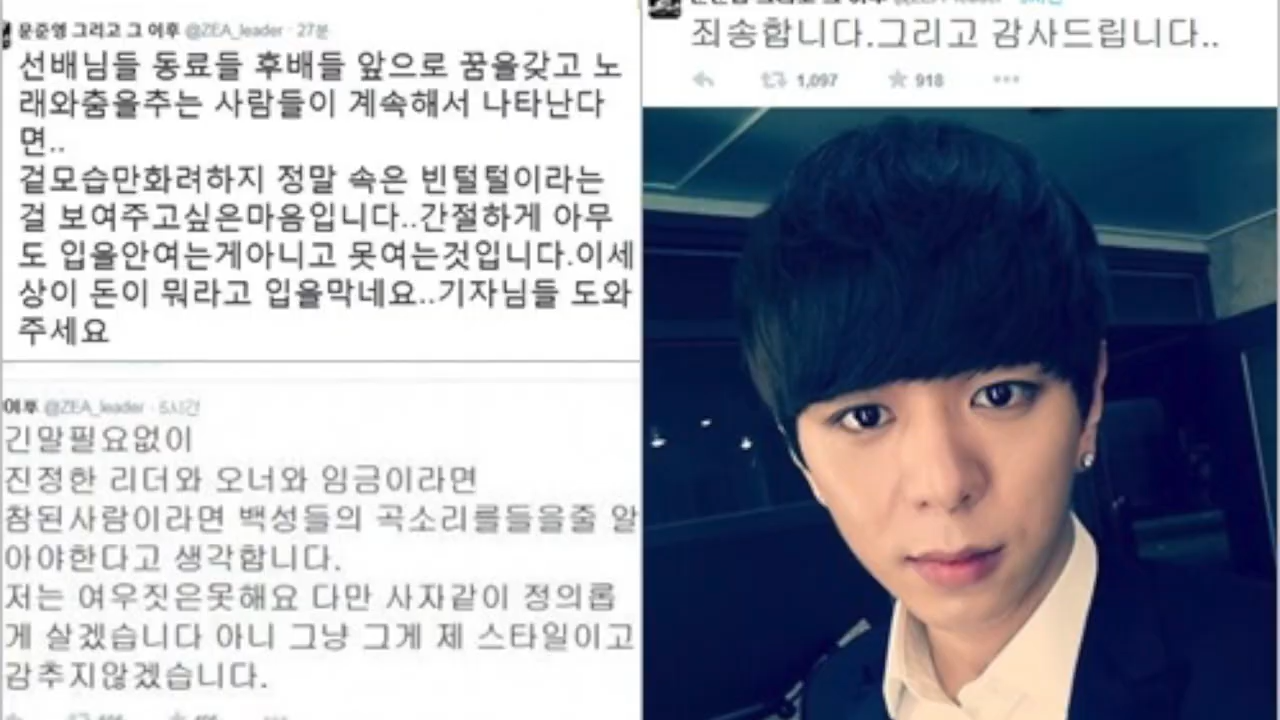 문준영 그리고 그 이후 @ZEA_leader · 27분
선배님들 동료들 후배들 앞으로 꿈을갖고 노
래와춤을추는 사람들이 계속해서 나타난다
면..
겉모습만화려하지 정말 속은 빈털털이라는
걸 보여주고싶은마음입니다..간절하게 아무
도 입을안여는게아니고 못여는것입니다.이세
상이 돈이 뭐라고 입을막네요..기자님들 도와
주세요
이후 @ZEA_leader · 5시간
긴말필요없이
진정한 리더와 오너와 임금이라면
참된사람이라면 백성들의 곡소리를들을줄 알
아야한다고 생각합니다.
저는 여우짓은못해요 다만 사자같이 정의롭
게 살겠습니다 아니 그냥 그게 제 스타일이고
감추지않겠습니다.
죄송합니다.그리고 감사드립니다..
1,097 918